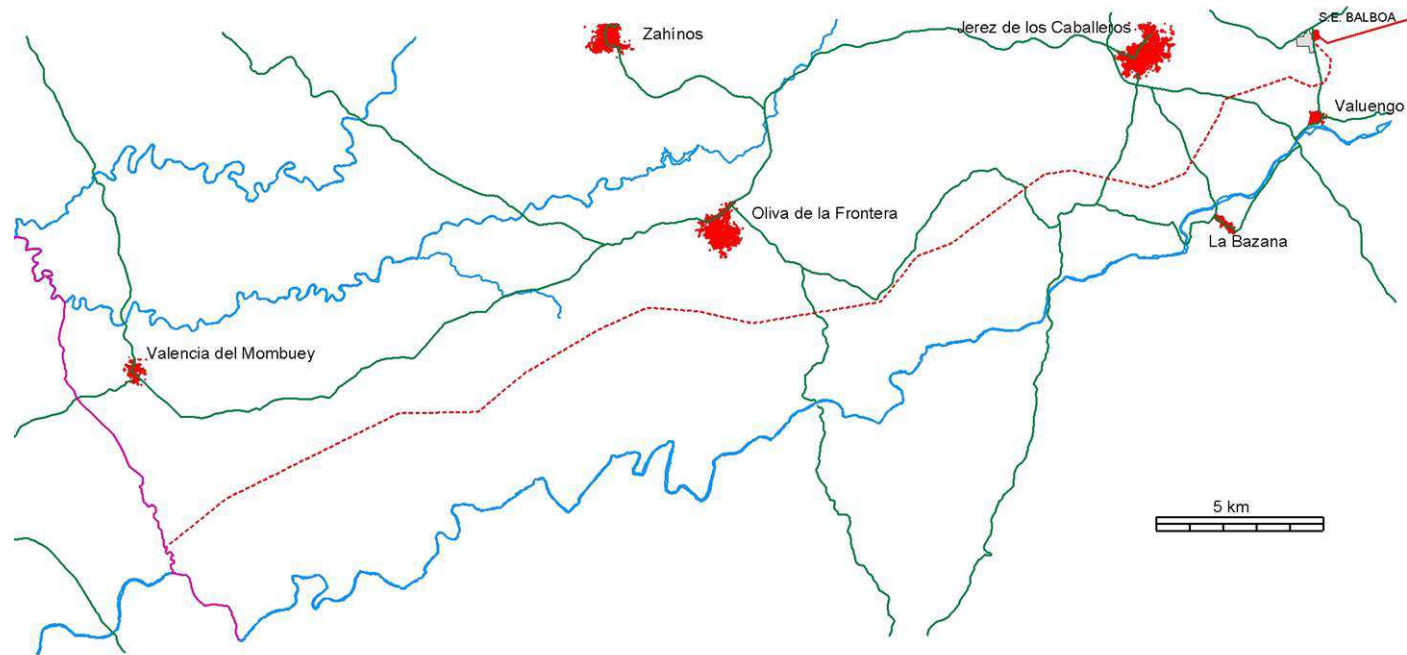 S.E. BALBOA
Zahínos
Jerez de los Caballeros
Valuengo
Oliva de la Frontera
La Bazana
Valencia del Mombuey
5 km